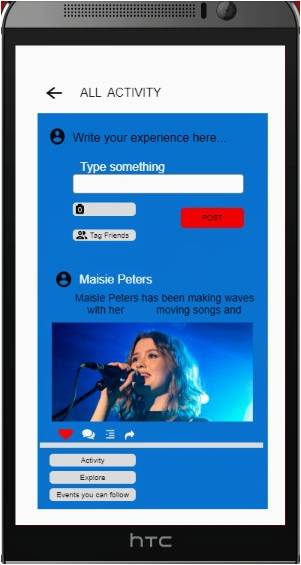 ALL ACTIVITY
Write your experience here...
Type something
POST
Tag Friends
Maisie Peters
Maisie Peters has been making waves
with her moving songs and
Activity
Explore
Events you can follow
hTC